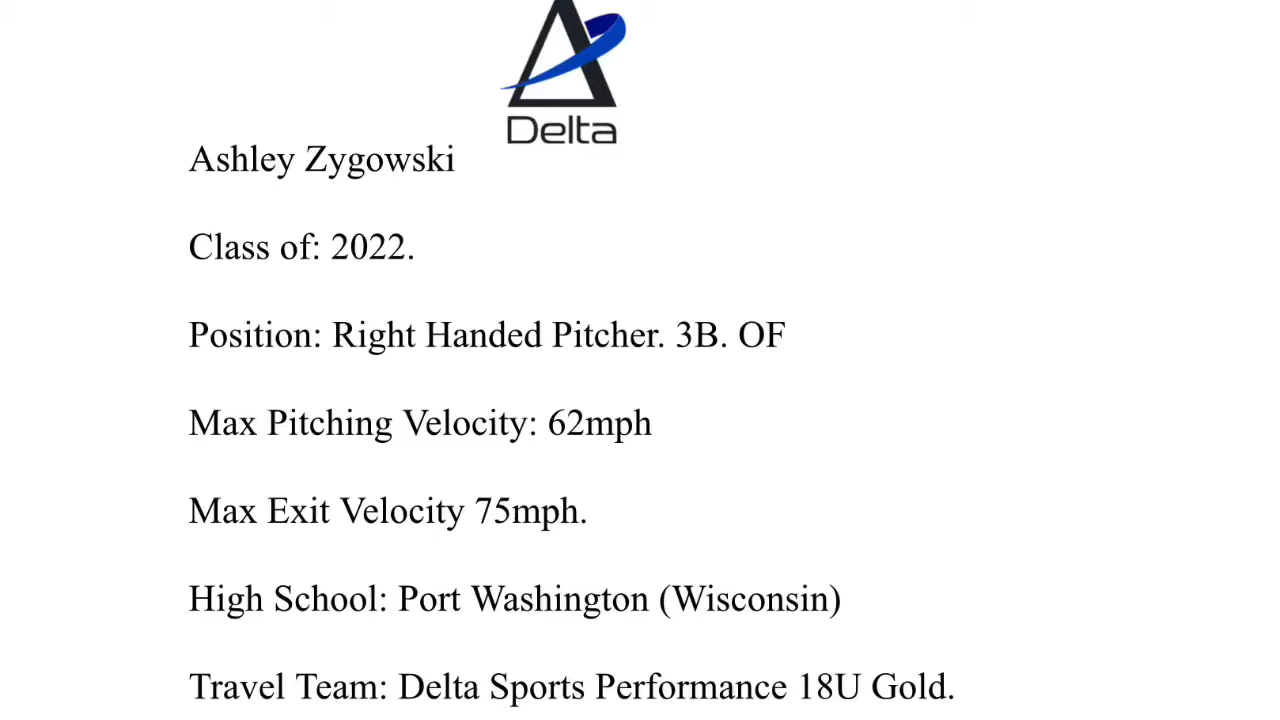 Delta
Ashley Zygowski
Class of: 2022.
Position: Right Handed Pitcher. 3B. OF
Max Pitching Velocity: 62mph
Max Exit Velocity 75mph.
High School: Port Washington (Wisconsin)
Travel Team: Delta Sports Performance 18U Gold.